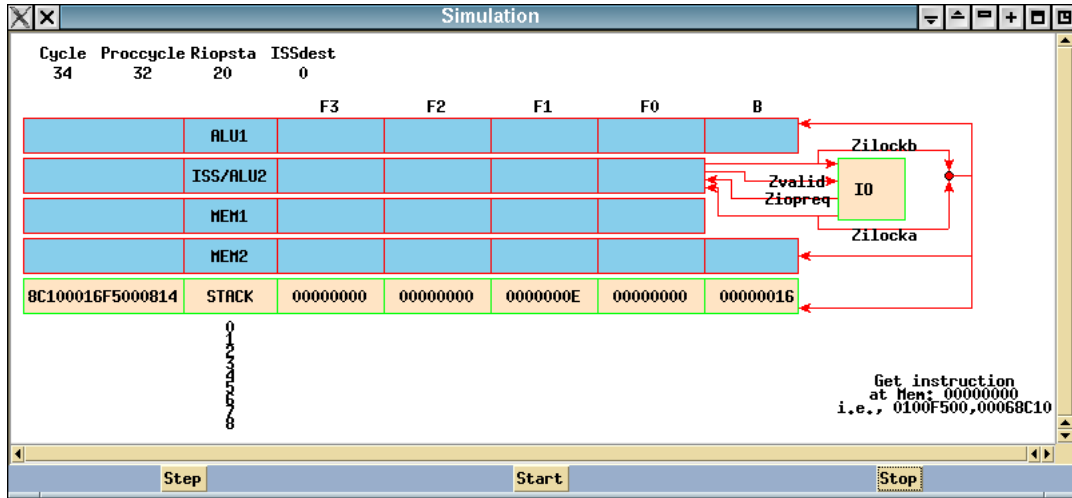 Simulation
Cycle Proccycle Riopsta ISSdest
34 32 20 0
F3 F2 F1 F0 B
ALU1
Zilockb
ISS/ALU2
Zvalid
IO
Ziopreq
MEM1
Zilocka
MEM2
8C100016F5000814 STACK 00000000 00000000 0000000E 00000000 00000016
0
1
2
3
4
5
6
7
8
Get instruction
at Mem: 00000000
i.e., 0100F500,00068C10
Step Start Stop